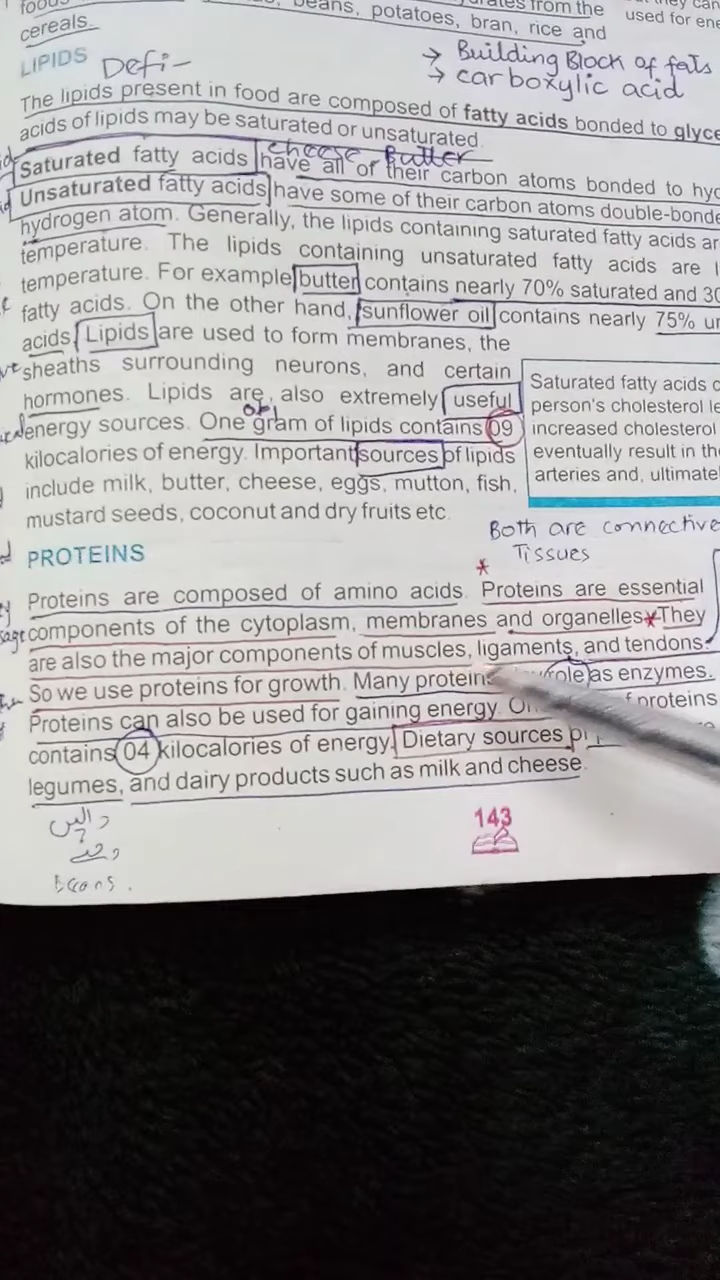 cereals.
beans, potatoes, bran, rice and
rates from the
used for ene
LIPIDS Defi-
→ Building Block of fats
→ carboxylic acid
The lipids present in food are composed of fatty acids bonded to glyce
acids of lipids may be saturated or unsaturated.
cheese Butter
Saturated fatty acids have all of their carbon atoms bonded to hyd
Unsaturated fatty acids have some of their carbon atoms double-bonde
hydrogen atom. Generally, the lipids containing saturated fatty acids ar
temperature. The lipids containing unsaturated fatty acids are l
temperature. For example butter contains nearly 70% saturated and 30
fatty acids. On the other hand, sunflower oil contains nearly 75% un
acids. Lipids are used to form membranes, the
sheaths surrounding neurons, and certain
hormones. Lipids are also extremely useful
energy sources. One gram of lipids contains 09
kilocalories of energy. Important sources of lipids
include milk, butter, cheese, eggs, mutton, fish,
mustard seeds, coconut and dry fruits etc.
Saturated fatty acids c
person's cholesterol le
increased cholesterol
eventually result in the
arteries and, ultimate
Both are connective
Tissues
PROTEINS
Proteins are composed of amino acids. Proteins are essential
components of the cytoplasm, membranes and organelles. They
are also the major components of muscles, ligaments, and tendons.
So we use proteins for growth. Many proteins role as enzymes.
Proteins can also be used for gaining energy. of proteins
contains 04 kilocalories of energy. Dietary sources
legumes, and dairy products such as milk and cheese.
143
دالیں